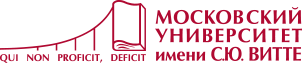 МОСКОВСКИЙ
УНИВЕРСИТЕТ
имени С.Ю. ВИТТЕ
QUI NON PROFICIT, DEFICIT